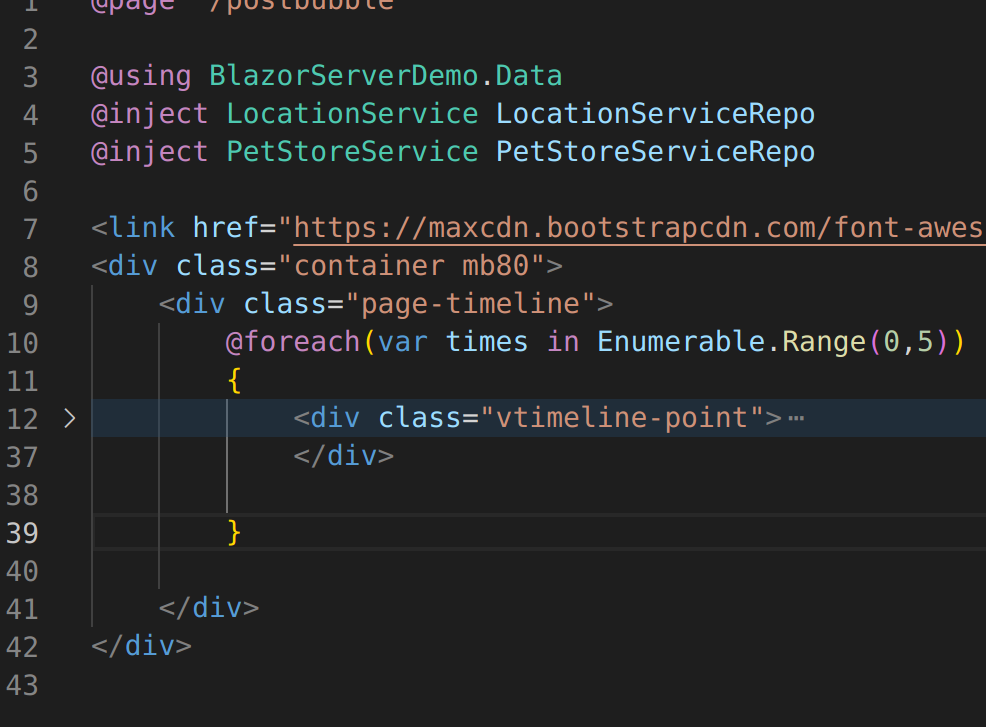 1 @page "/postbubble"
2
3 @using BlazorServerDemo.Data
4 @inject LocationService LocationServiceRepo
5 @inject PetStoreService PetStoreServiceRepo
6
7 <link href="https://maxcdn.bootstrapcdn.com/font-awes
8 <div class="container mb80">
9 <div class="page-timeline">
10 @foreach(var times in Enumerable.Range(0,5))
11 {
12 > <div class="vtimeline-point">⋯
37 </div>
38
39 }
40
41 </div>
42 </div>
43